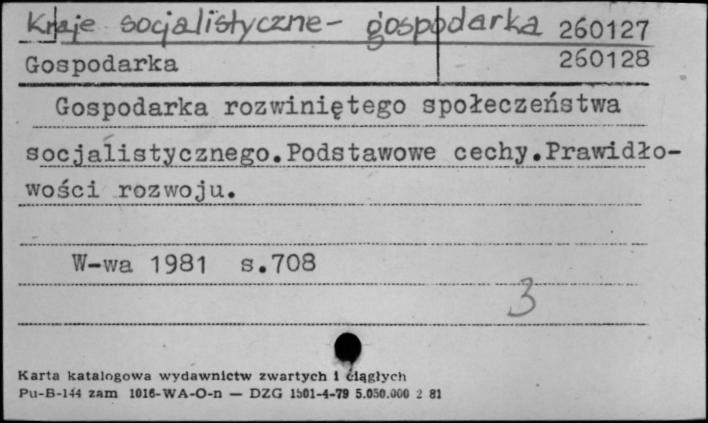 Kraje socjalistyczne - gospodarka 260127
Gospodarka 260128
Gospodarka rozwiniętego społeczeństwa
socjalistycznego.Podstawowe cechy.Prawidło-
wości rozwoju.
W-wa 1981 s.708
3
Karta katalogowa wydawnictw zwartych i ciągłych
Pu-B-144 zam 1016-WA-O-n — DZG 1501-4-79 5.050.000 2 81